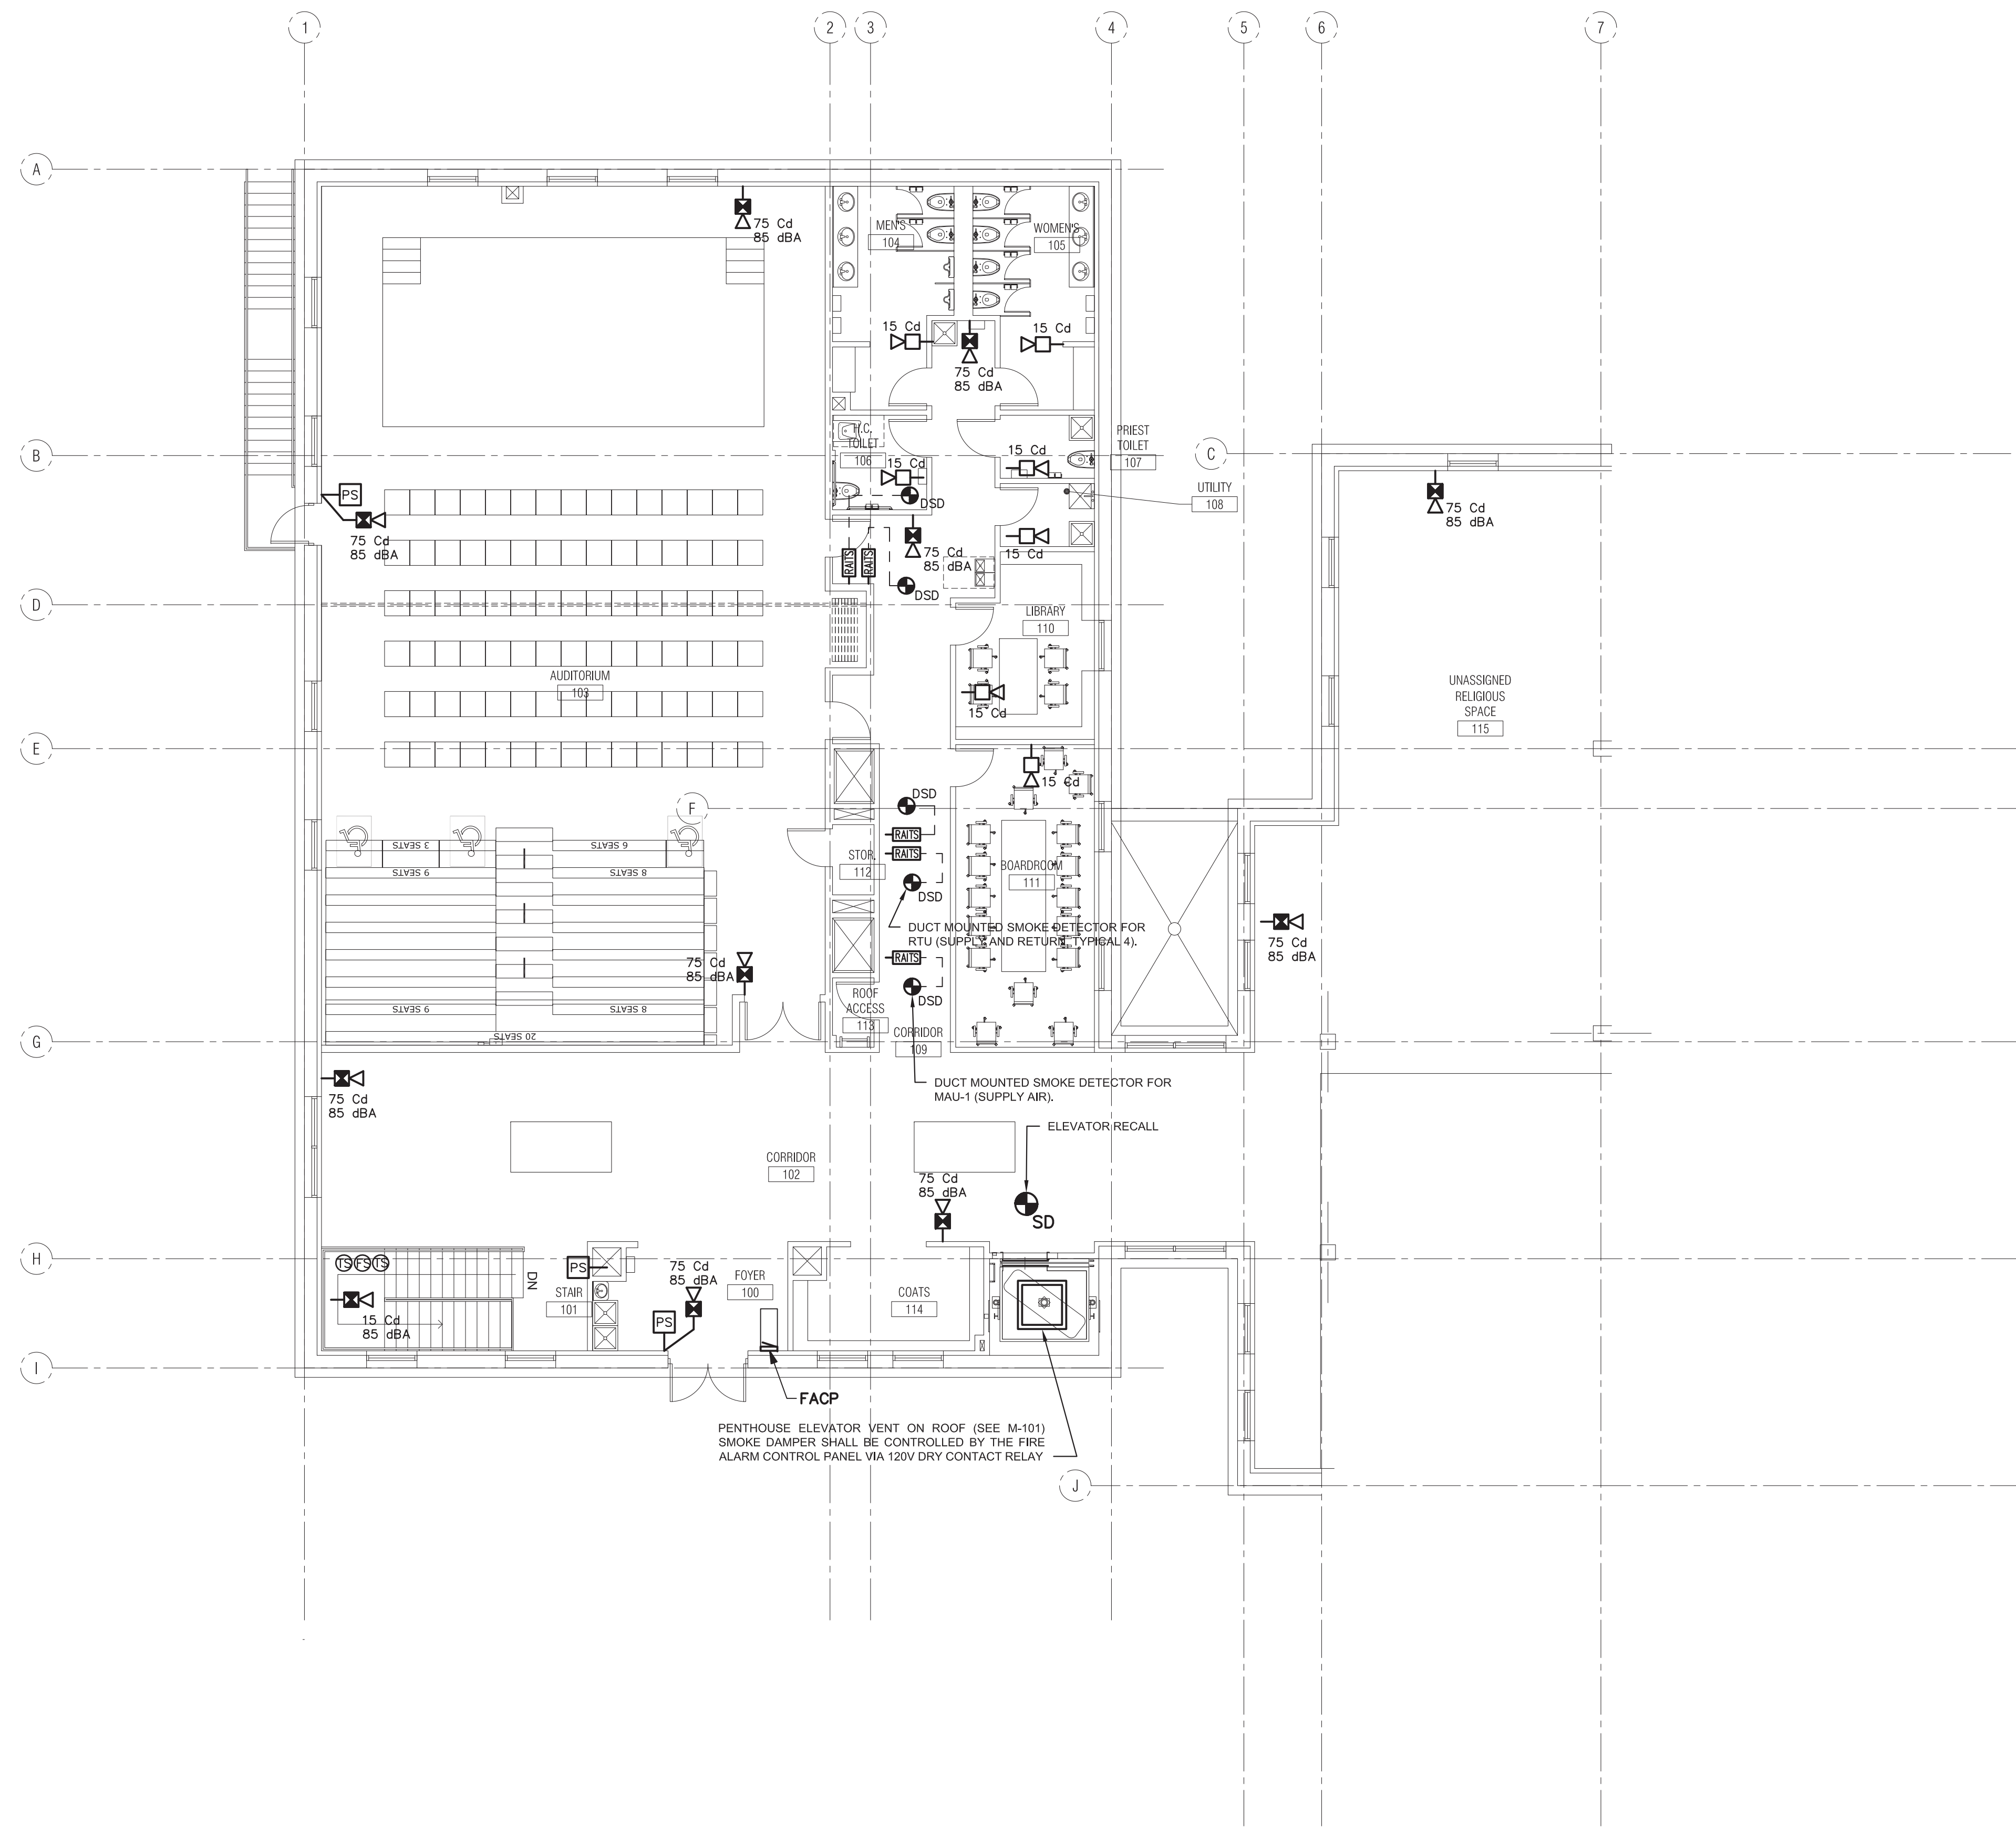 1
2
3
4
5
6
7
A
75 Cd
85 dBA
MEN'S
104
WOMEN'S
105
15 Cd
15 Cd
75 Cd
85 dBA
B
H.C.
TOILET
106
15 Cd
15 Cd
PRIEST
TOILET
107
C
UTILITY
108
PS
75 Cd
85 dBA
DSD
75 Cd
85 dBA
15 Cd
RAITS
RAITS
DSD
75 Cd
85 dBA
D
LIBRARY
110
15 Cd
AUDITORIUM
103
UNASSIGNED
RELIGIOUS
SPACE
115
E
15 Cd
F
DSD
RAITS
RAITS
DSD
STOR.
112
BOARDROOM
111
3 SEATS
6 SEATS
9 SEATS
8 SEATS
DUCT MOUNTED SMOKE DETECTOR FOR
RTU (SUPPLY AND RETURN, TYPICAL 4).
75 Cd
85 dBA
75 Cd
85 dBA
RAITS
DSD
ROOF
ACCESS
113
9 SEATS
8 SEATS
20 SEATS
G
CORRIDOR
109
75 Cd
85 dBA
DUCT MOUNTED SMOKE DETECTOR FOR
MAU-1 (SUPPLY AIR).
ELEVATOR RECALL
CORRIDOR
102
75 Cd
85 dBA
SD
H
TS
FS
TS
DN
PS
75 Cd
85 dBA
FOYER
100
STAIR
101
COATS
114
15 Cd
85 dBA
PS
I
FACP
PENTHOUSE ELEVATOR VENT ON ROOF (SEE M-101)
SMOKE DAMPER SHALL BE CONTROLLED BY THE FIRE
ALARM CONTROL PANEL VIA 120V DRY CONTACT RELAY
J